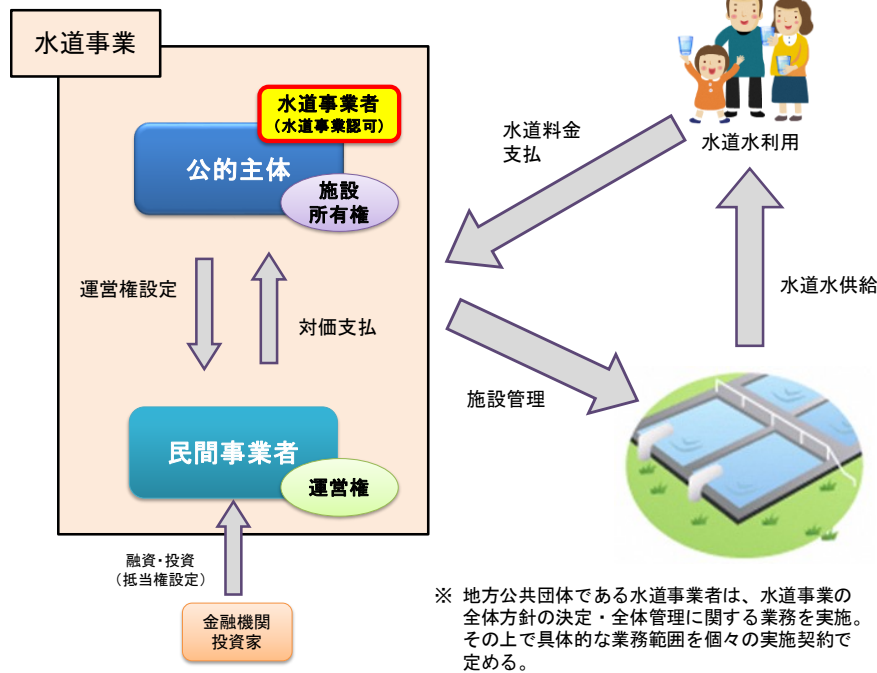 水道事業
水道事業者
（水道事業認可）
公的主体
施設
所有権
運営権設定
対価支払
民間事業者
運営権
融資・投資
（抵当権設定）
金融機関
投資家
水道料金
支払
水道水利用
水道水供給
施設管理
※ 地方公共団体である水道事業者は、水道事業の
全体方針の決定・全体管理に関する業務を実施。
その上で具体的な業務範囲を個々の実施契約で
定める。